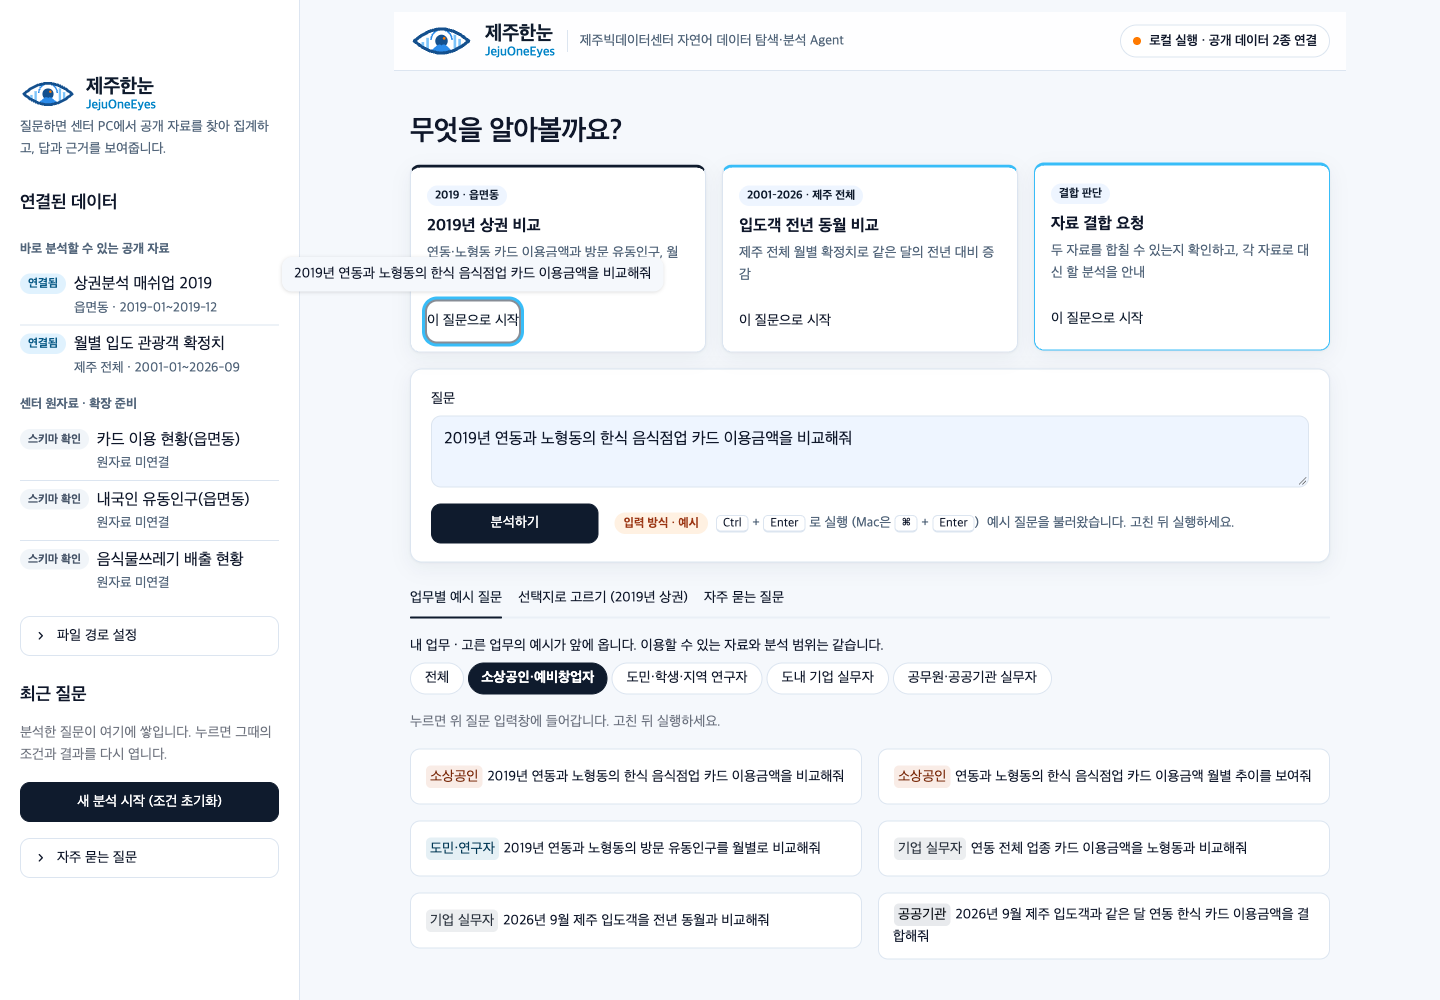 제주한눈
JejuOneEyes
질문하면 센터 PC에서 공개 자료를 찾아 집계하
고, 답과 근거를 보여줍니다.
연결된 데이터
바로 분석할 수 있는 공개 자료
연결됨 상권분석 매쉬업 2019
읍면동 · 2019-01~2019-12
연결됨 월별 입도 관광객 확정치
제주 전체 · 2001-01~2026-09
센터 원자료 · 확장 준비
스키마 확인 카드 이용 현황(읍면동)
원자료 미연결
스키마 확인 내국인 유동인구(읍면동)
원자료 미연결
스키마 확인 음식물쓰레기 배출 현황
원자료 미연결
파일 경로 설정
최근 질문
분석한 질문이 여기에 쌓입니다. 누르면 그때의
조건과 결과를 다시 엽니다.
새 분석 시작 (조건 초기화)
자주 묻는 질문
제주한눈
JejuOneEyes
제주빅데이터센터 자연어 데이터 탐색·분석 Agent
로컬 실행 · 공개 데이터 2종 연결
무엇을 알아볼까요?
2019 · 읍면동
2019년 상권 비교
연동·노형동 카드 이용금액과 방문 유동인구, 월
2019년 연동과 노형동의 한식 음식점업 카드 이용금액을 비교해줘
이 질문으로 시작
2001-2026 · 제주 전체
입도객 전년 동월 비교
제주 전체 월별 확정치로 같은 달의 전년 대비 증
감
이 질문으로 시작
결합 판단
자료 결합 요청
두 자료를 합칠 수 있는지 확인하고, 각 자료로 대
신 할 분석을 안내
이 질문으로 시작
질문
2019년 연동과 노형동의 한식 음식점업 카드 이용금액을 비교해줘
분석하기 입력 방식 · 예시 Ctrl + Enter 로 실행 (Mac은 ⌘ + Enter ) 예시 질문을 불러왔습니다. 고친 뒤 실행하세요.
업무별 예시 질문 선택지로 고르기 (2019년 상권) 자주 묻는 질문
내 업무 · 고른 업무의 예시가 앞에 옵니다. 이용할 수 있는 자료와 분석 범위는 같습니다.
전체 소상공인·예비창업자 도민·학생·지역 연구자 도내 기업 실무자 공무원·공공기관 실무자
누르면 위 질문 입력창에 들어갑니다. 고친 뒤 실행하세요.
소상공인 2019년 연동과 노형동의 한식 음식점업 카드 이용금액을 비교해줘
소상공인 연동과 노형동의 한식 음식점업 카드 이용금액 월별 추이를 보여줘
도민·연구자 2019년 연동과 노형동의 방문 유동인구를 월별로 비교해줘
기업 실무자 연동 전체 업종 카드 이용금액을 노형동과 비교해줘
기업 실무자 2026년 9월 제주 입도객을 전년 동월과 비교해줘
공공기관 2026년 9월 제주 입도객과 같은 달 연동 한식 카드 이용금액을 결
합해줘